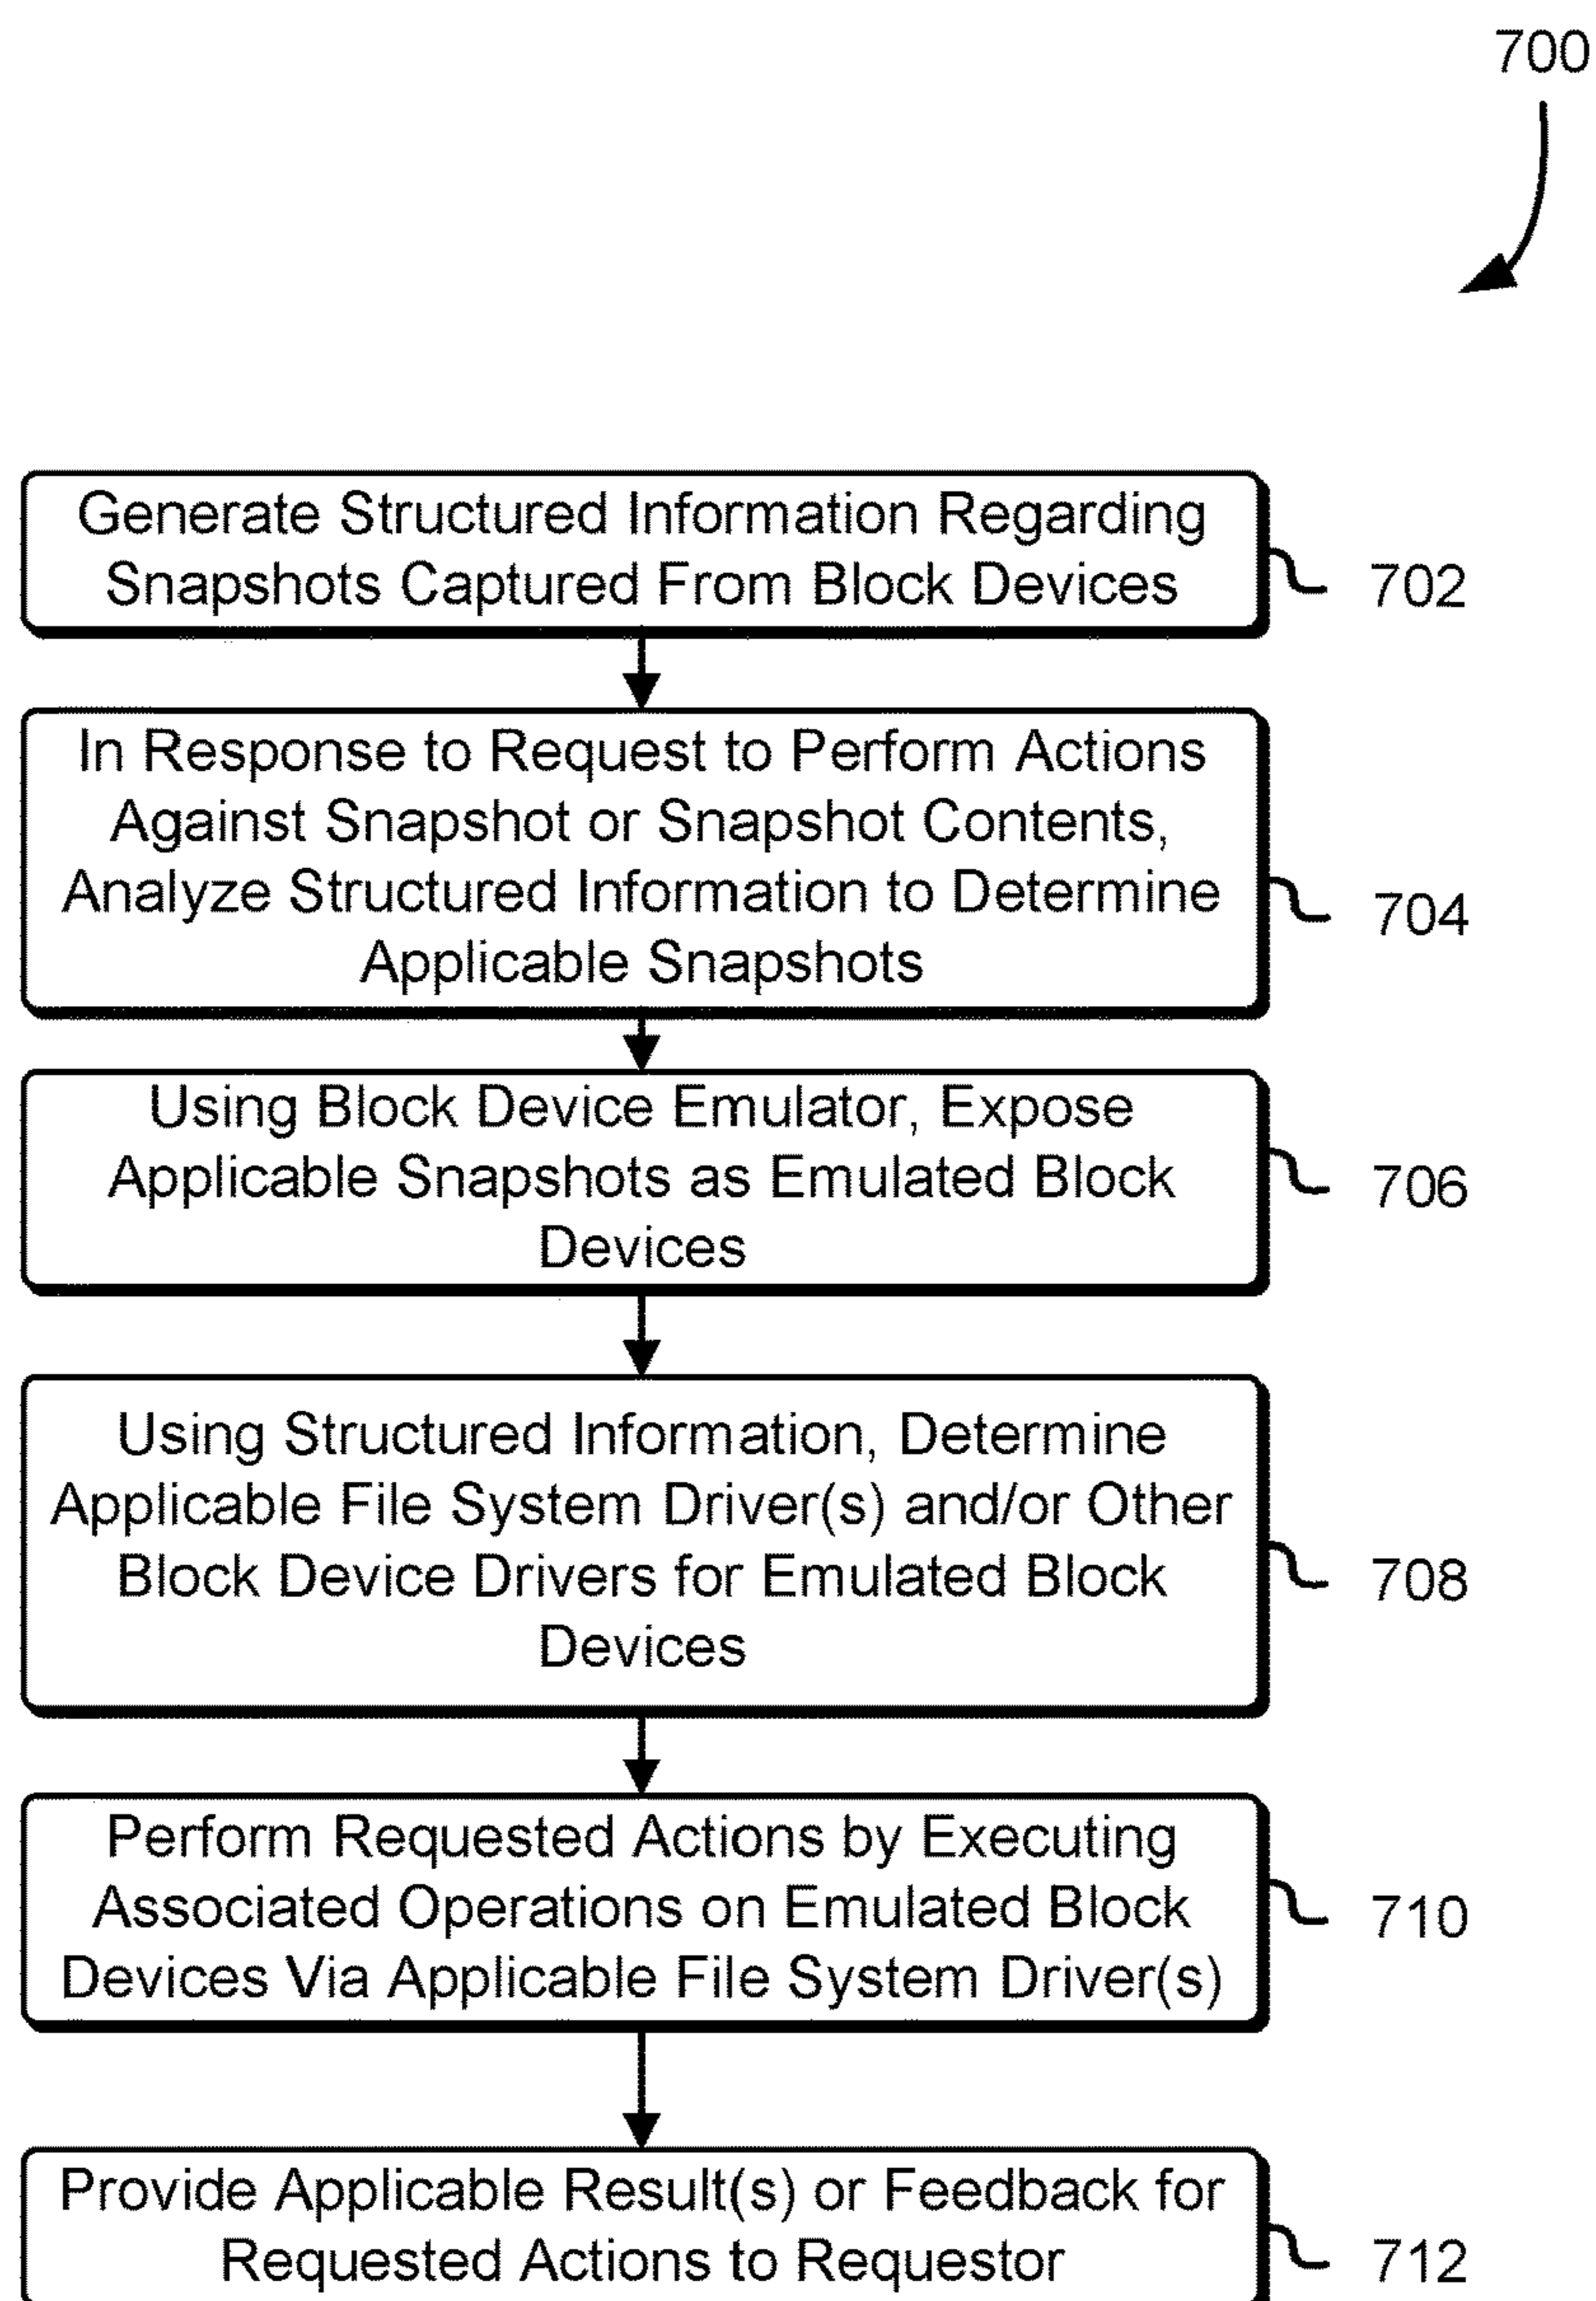 700
Generate Structured Information Regarding
Snapshots Captured From Block Devices
702
In Response to Request to Perform Actions
Against Snapshot or Snapshot Contents,
Analyze Structured Information to Determine
Applicable Snapshots
704
Using Block Device Emulator, Expose
Applicable Snapshots as Emulated Block
Devices
706
Using Structured Information, Determine
Applicable File System Driver(s) and/or Other
Block Device Drivers for Emulated Block
Devices
708
Perform Requested Actions by Executing
Associated Operations on Emulated Block
Devices Via Applicable File System Driver(s)
710
Provide Applicable Result(s) or Feedback for
Requested Actions to Requestor
712